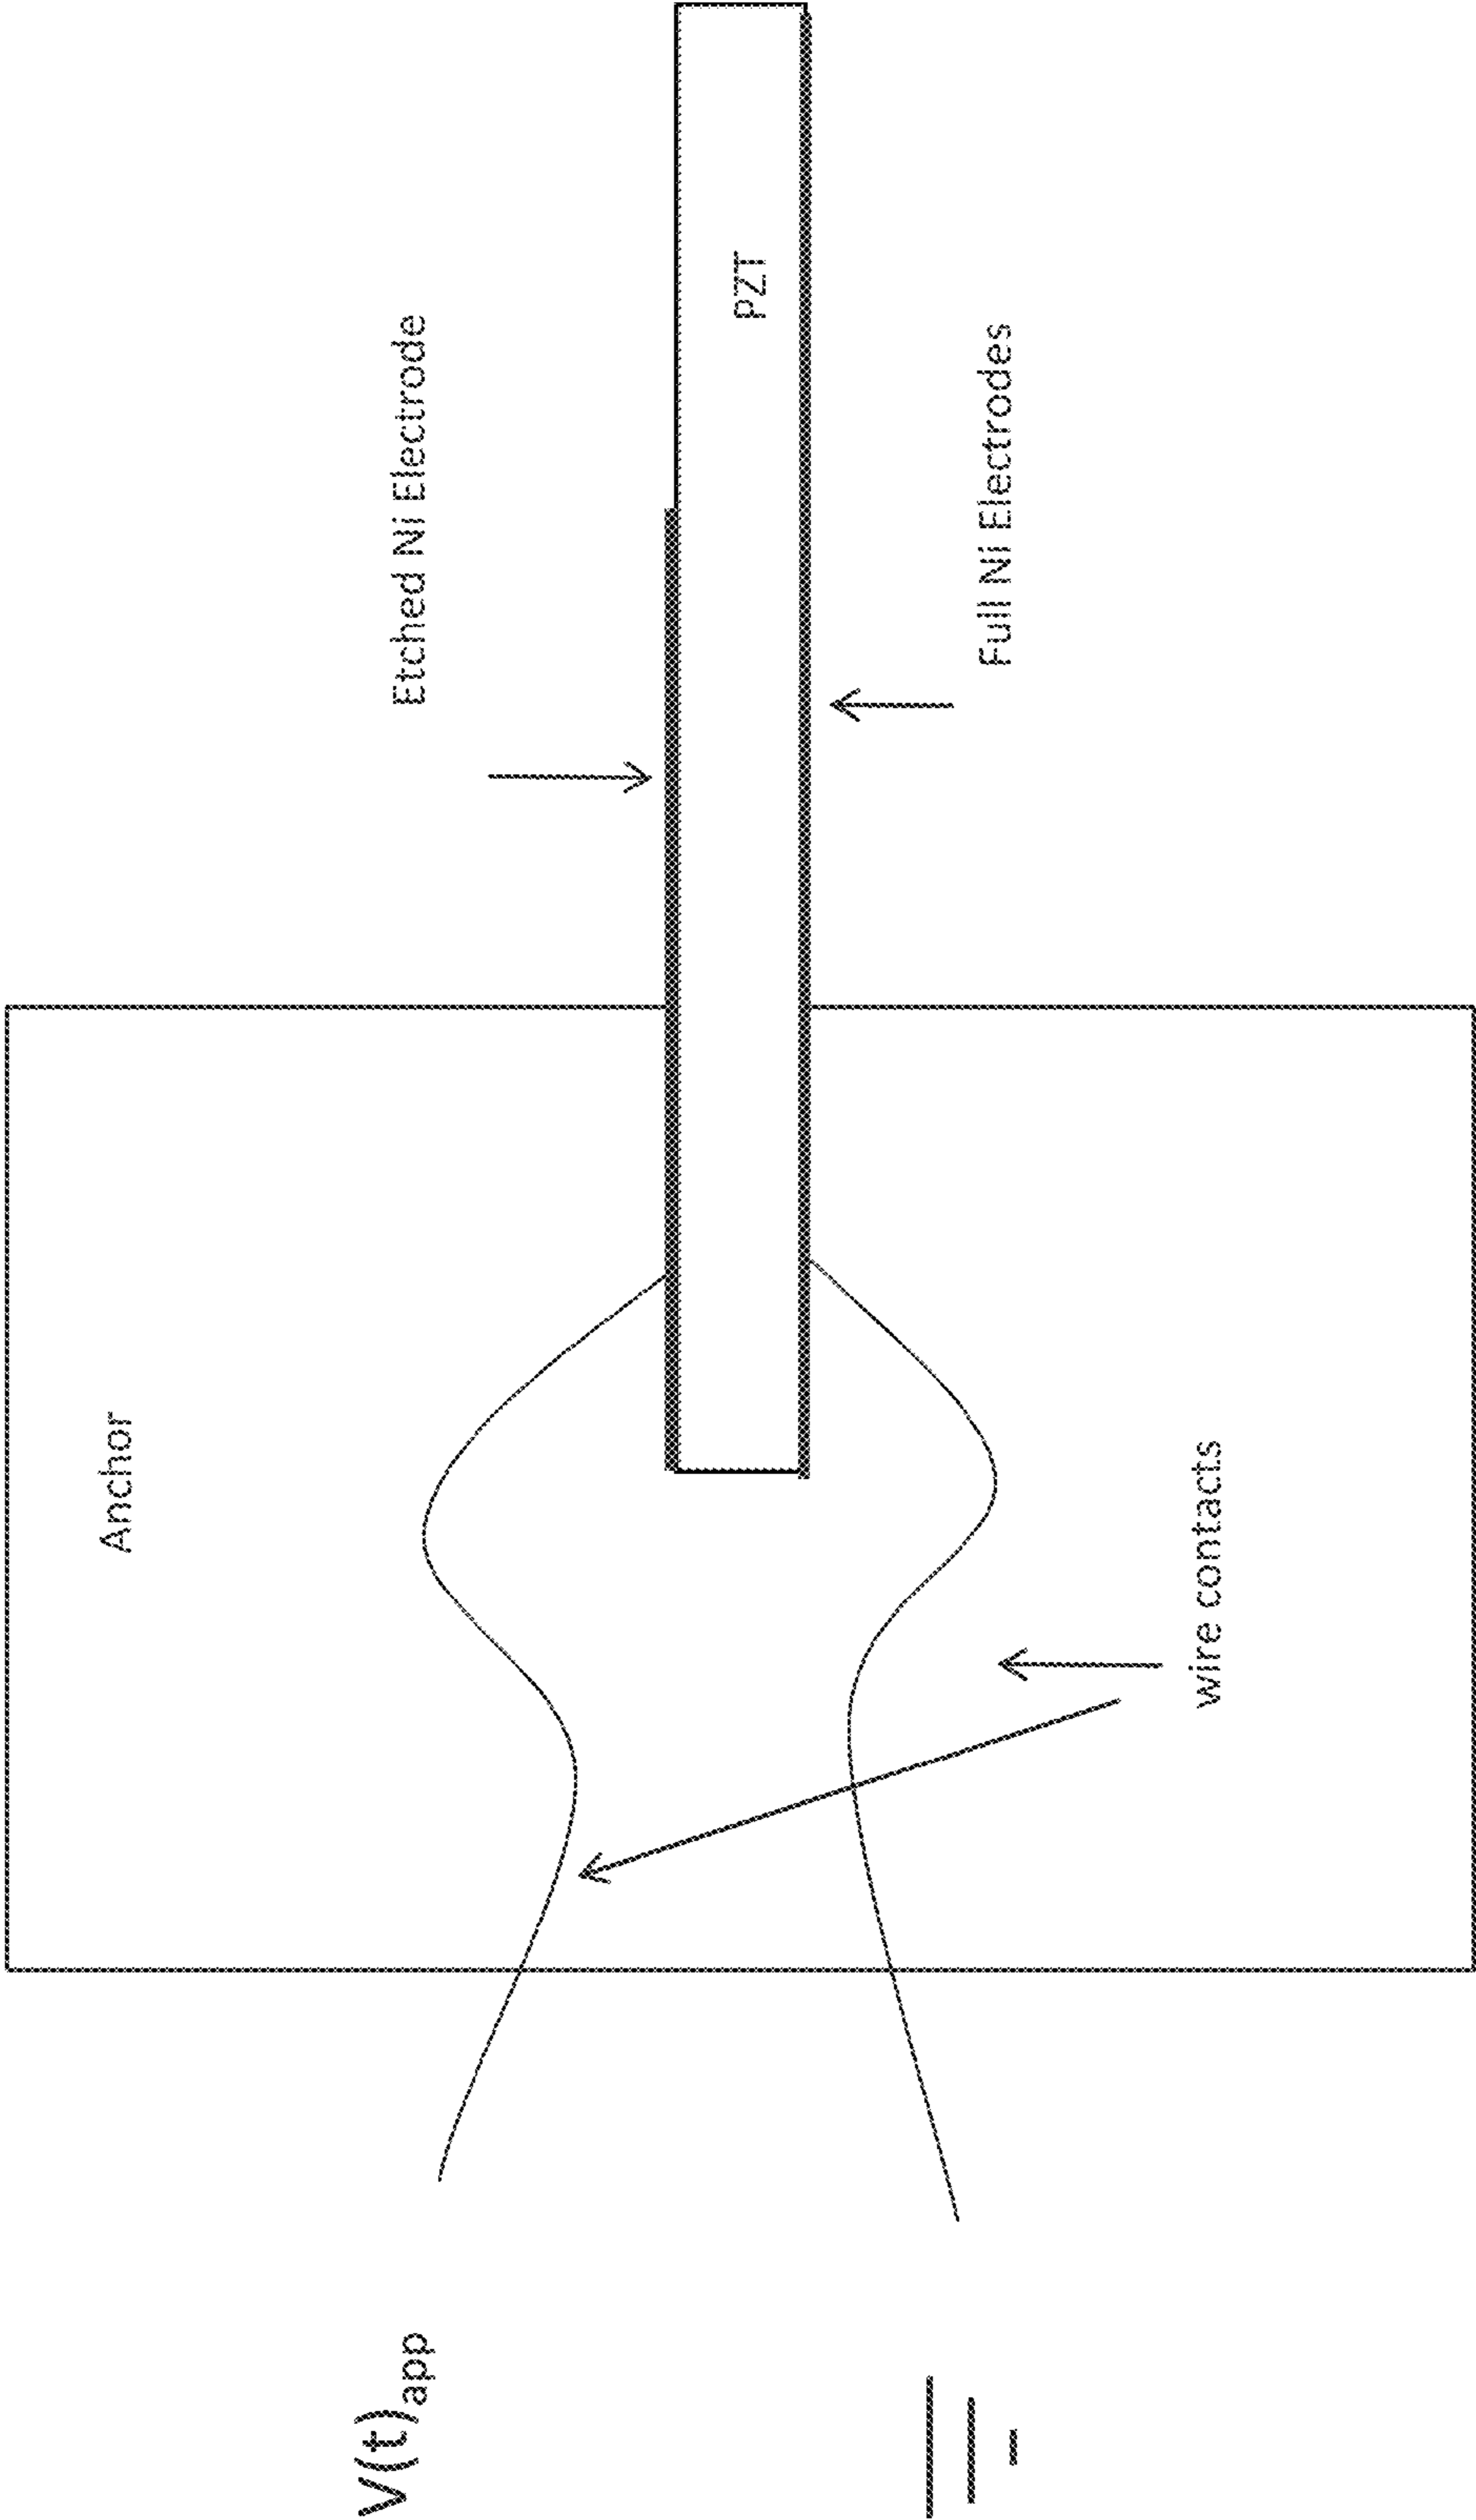 Anchor
Etched Ni Electrode
V(t)app
PZT
Full Ni Electrodes
wire contacts